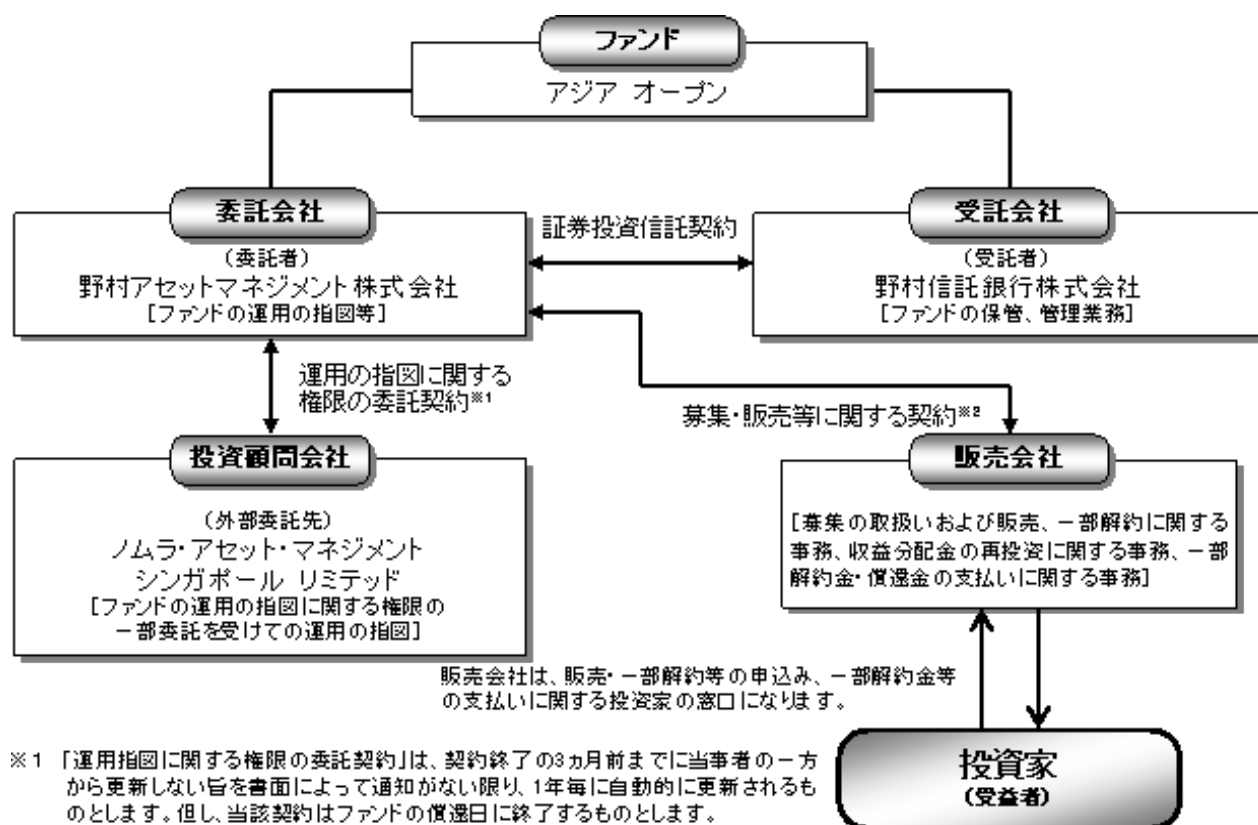 ファンド
アジア オープン
委託会社
(委託者)
野村アセットマネジメント株式会社
[ファンドの運用の指図等]
証券投資信託契約
受託会社
(受託者)
野村信託銀行株式会社
[ファンドの保管、管理業務]
運用の指図に関する
権限の委託契約※1
募集・販売等に関する契約※2
投資顧問会社
(外部委託先)
ノムラ・アセット・マネジメント
シンガポール リミテッド
[ファンドの運用の指図に関する権限の
一部委託を受けての運用の指図]
販売会社
[募集の取扱いおよび販売、一部解約に関する
事務、収益分配金の再投資に関する事務、一部
解約金・償還金の支払いに関する事務]
販売会社は、販売・一部解約等の申込み、一部解約金等
の支払いに関する投資家の窓口になります。
投資家
(受益者)
※1 「運用指図に関する権限の委託契約」は、契約終了の3ヵ月前までに当事者の一方
から更新しない旨を書面によって通知がない限り、1年毎に自動的に更新されるも
のとします。但し、当該契約はファンドの償還日に終了するものとします。